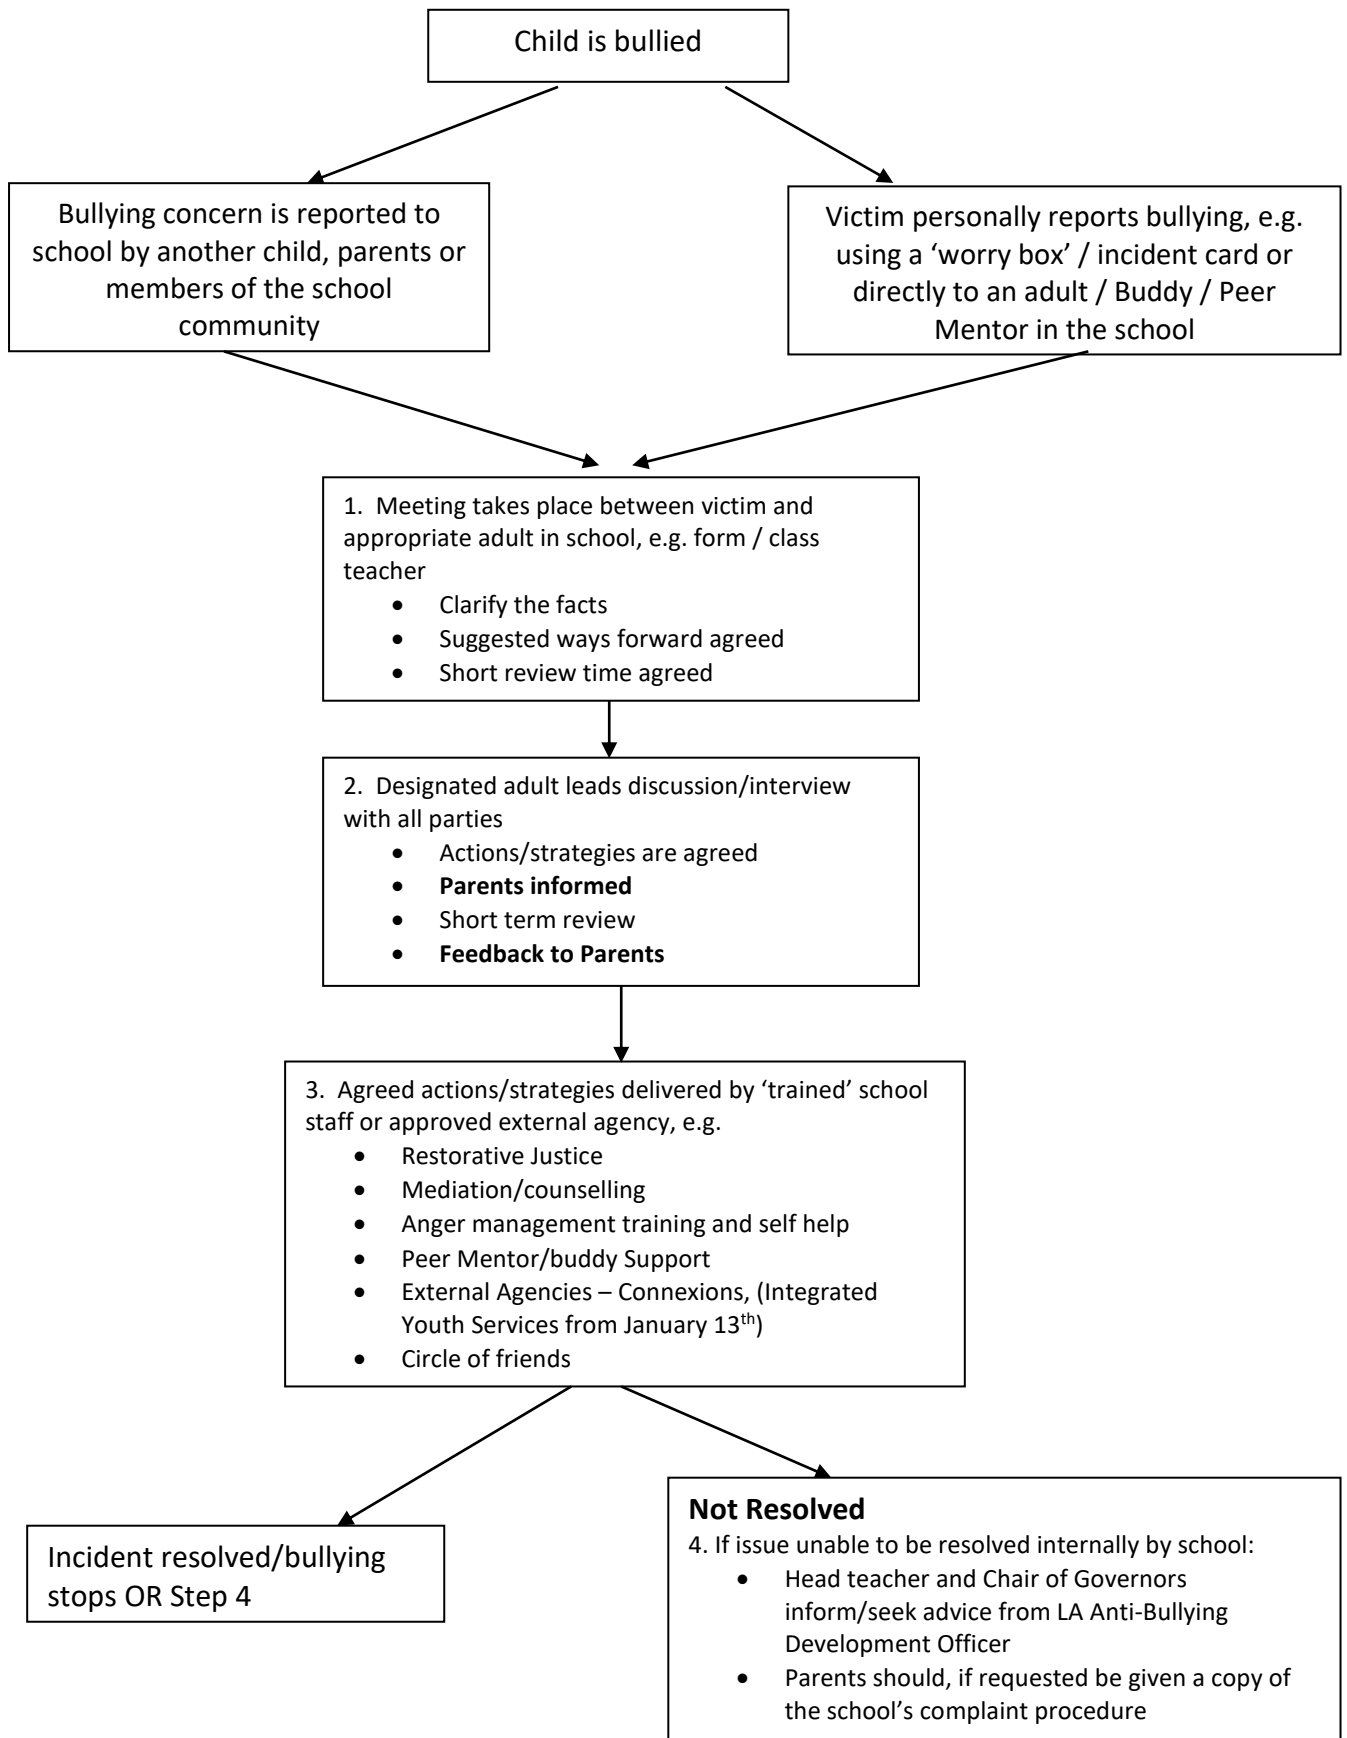 Child is bullied
Bullying concern is reported to
school by another child, parents or
members of the school
community
Victim personally reports bullying, e.g.
using a ‘worry box’ / incident card or
directly to an adult / Buddy / Peer
Mentor in the school
1. Meeting takes place between victim and
appropriate adult in school, e.g. form / class
teacher
• Clarify the facts
• Suggested ways forward agreed
• Short review time agreed
2. Designated adult leads discussion/interview
with all parties
• Actions/strategies are agreed
• Parents informed
• Short term review
• Feedback to Parents
3. Agreed actions/strategies delivered by ‘trained’ school
staff or approved external agency, e.g.
• Restorative Justice
• Mediation/counselling
• Anger management training and self help
• Peer Mentor/buddy Support
• External Agencies – Connexions, (Integrated
Youth Services from January 13th)
• Circle of friends
Incident resolved/bullying
stops OR Step 4
Not Resolved
4. If issue unable to be resolved internally by school:
• Head teacher and Chair of Governors
inform/seek advice from LA Anti-Bullying
Development Officer
• Parents should, if requested be given a copy of
the school’s complaint procedure